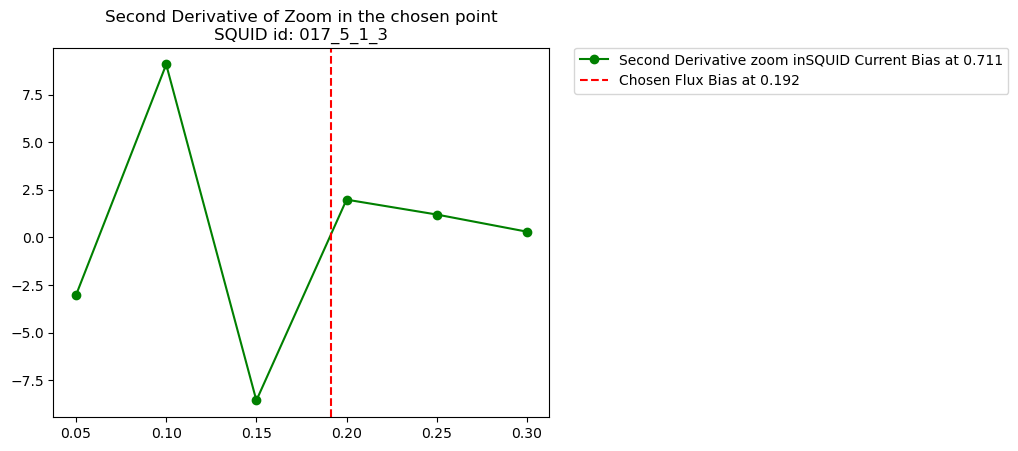 Second Derivative of Zoom in the chosen point
SQUID id: 017_5_1_3
Second Derivative zoom inSQUID Current Bias at 0.711
Chosen Flux Bias at 0.192
7.5
5.0
2.5
0.0
−2.5
−5.0
−7.5
0.05 0.10 0.15 0.20 0.25 0.30